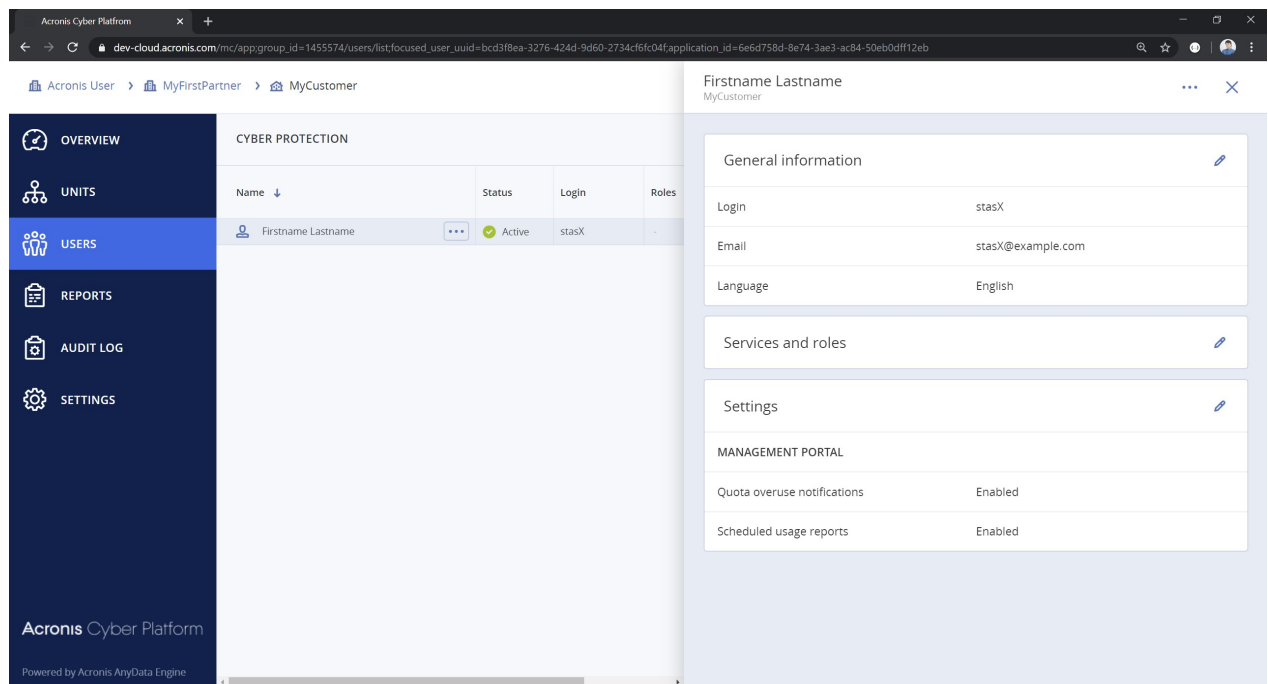 Acronis Cyber Platfrom
dev-cloud.acronis.com/mc/app;group_id=1455574/users/list;focused_user_uuid=bcd3f8ea-3276-424d-9d60-2734cf6fc04f;application_id=6e6d758d-8e74-3ae3-ac84-50eb0dff12eb
Acronis User > MyFirstPartner > MyCustomer
Firstname Lastname
MyCustomer
OVERVIEW
UNITS
USERS
REPORTS
AUDIT LOG
SETTINGS
Acronis Cyber Platform
Powered by Acronis AnyData Engine
CYBER PROTECTION
Name Status Login Roles
Firstname Lastname Active stasX -
General information
Login stasX
Email stasX@example.com
Language English
Services and roles
Settings
MANAGEMENT PORTAL
Quota overuse notifications Enabled
Scheduled usage reports Enabled